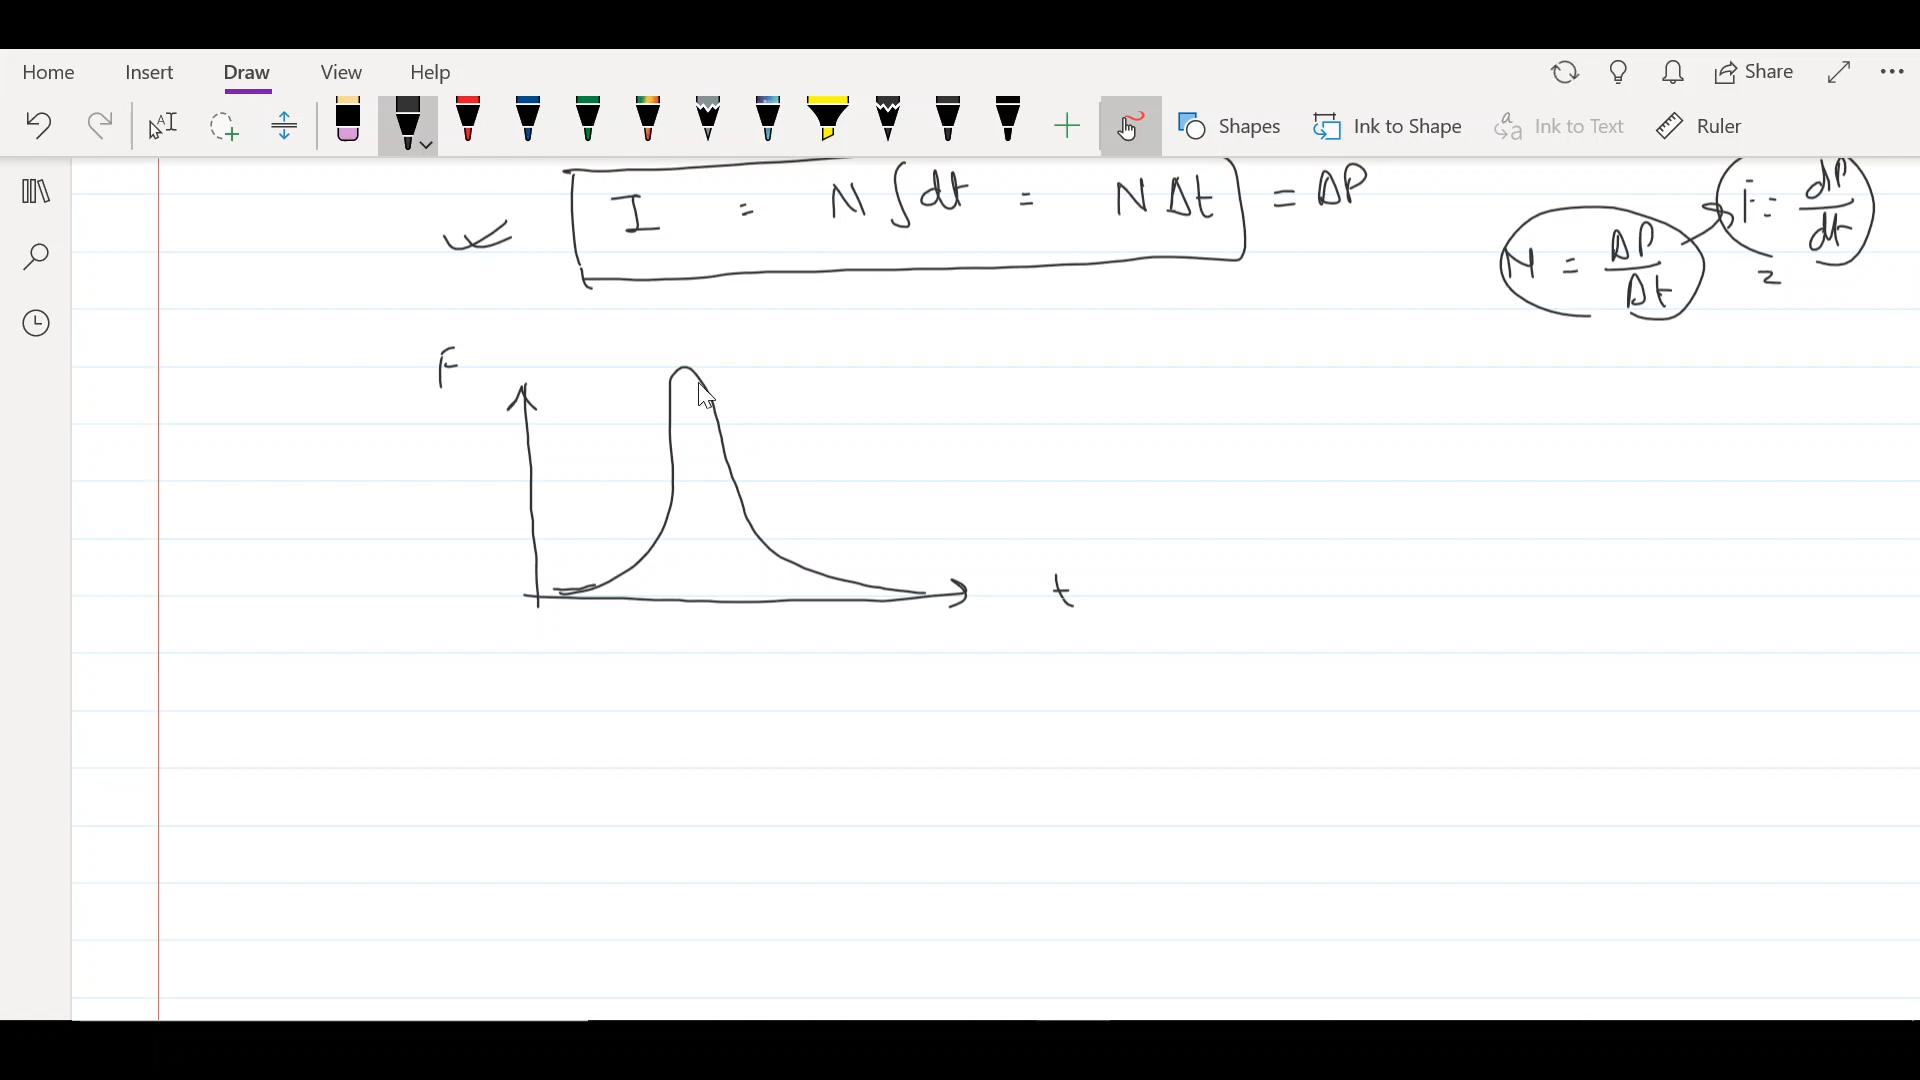 Home Insert Draw View Help Share
Shapes Ink to Shape Ink to Text Ruler
I = N ∫dt = NΔt = ΔP
F = dP/dt
N = ΔP/Δt
F
t